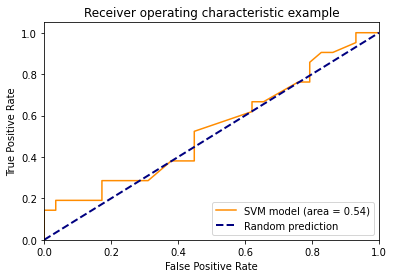 Receiver operating characteristic example
True Positive Rate
1.0
0.8
0.6
0.4
0.2
0.0
SVM model (area = 0.54)
Random prediction
0.0 0.2 0.4 0.6 0.8 1.0
False Positive Rate